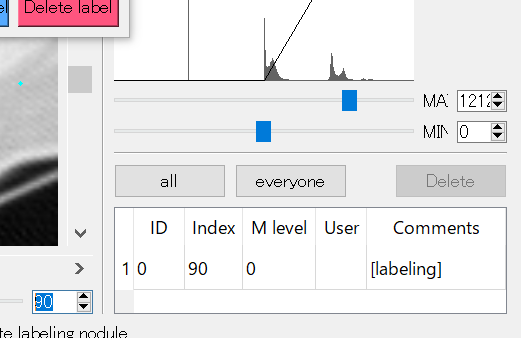 Delete label
MA
1212
MIN
0
all
everyone
Delete
ID Index M level User Comments
1 0 90 0 [labeling]
90
labeling nodule